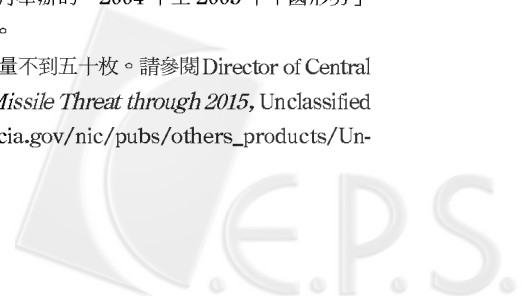 2004
。
量不到五十枚。請參閱Director of Central
Missile Threat through 2015, Unclassified
cia.gov/nic/pubs/others_products/Un-
C.E.P.S.